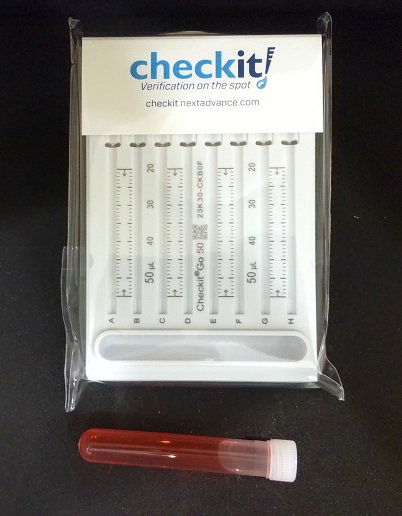 checkit!
Verification on the spot
checkit.nextadvance.com
20
30
40
50 µL
20
30
40
50 µL
Checkit® Go 50
23K30-CKB0F
A
B
C
D
E
F
G
H